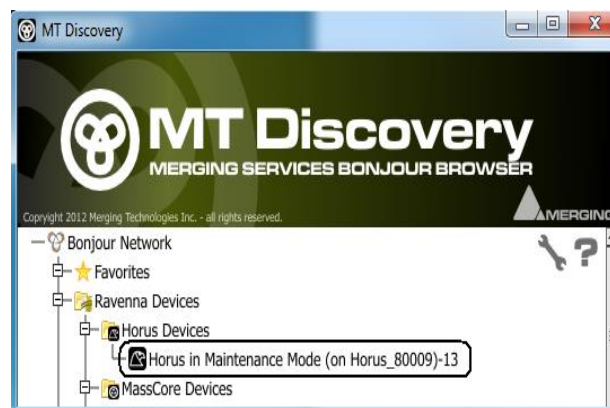 MT Discovery
MT Discovery
MERGING SERVICES BONJOUR BROWSER
Copyright 2012 Merging Technologies Inc. - all rights reserved.
MERGING
Bonjour Network
?
Favorites
Ravenna Devices
Horus Devices
Horus in Maintenance Mode (on Horus_80009)-13
MassCore Devices